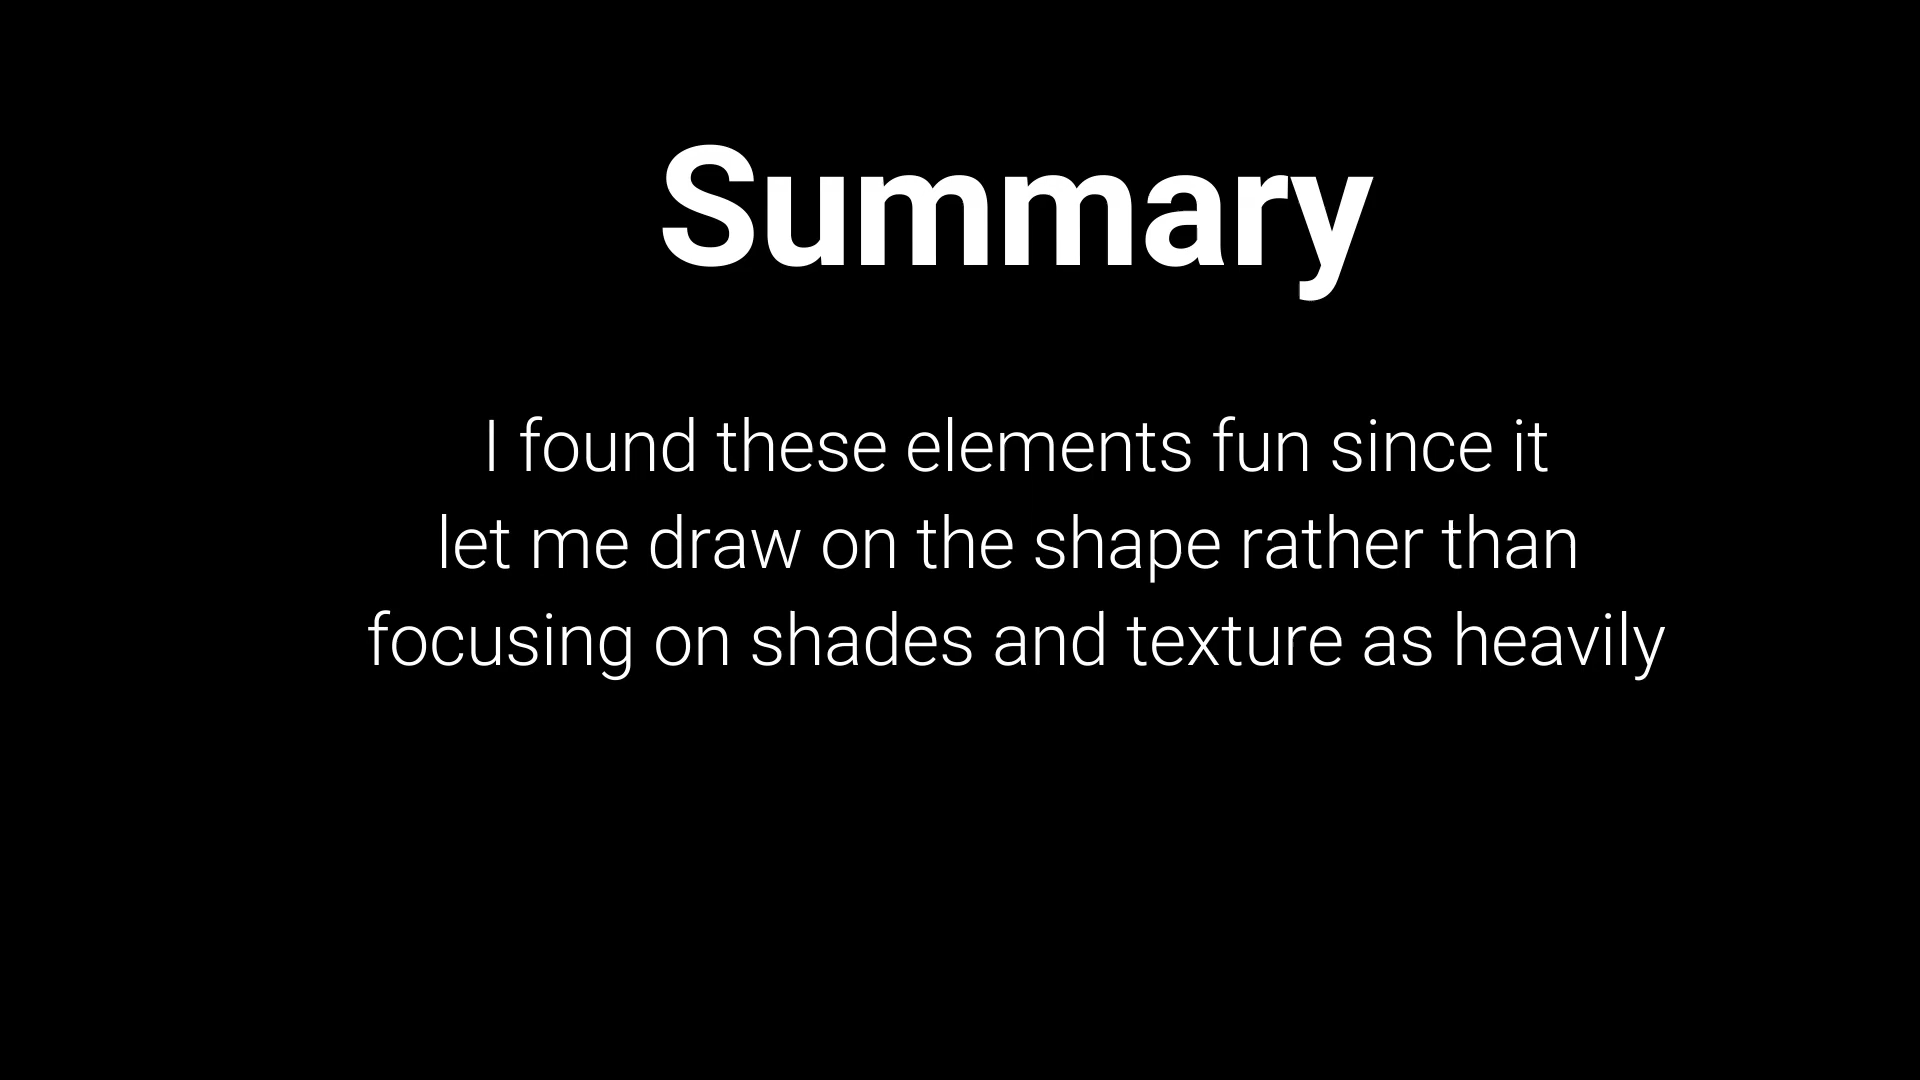 Summary
I found these elements fun since it
let me draw on the shape rather than
focusing on shades and texture as heavily